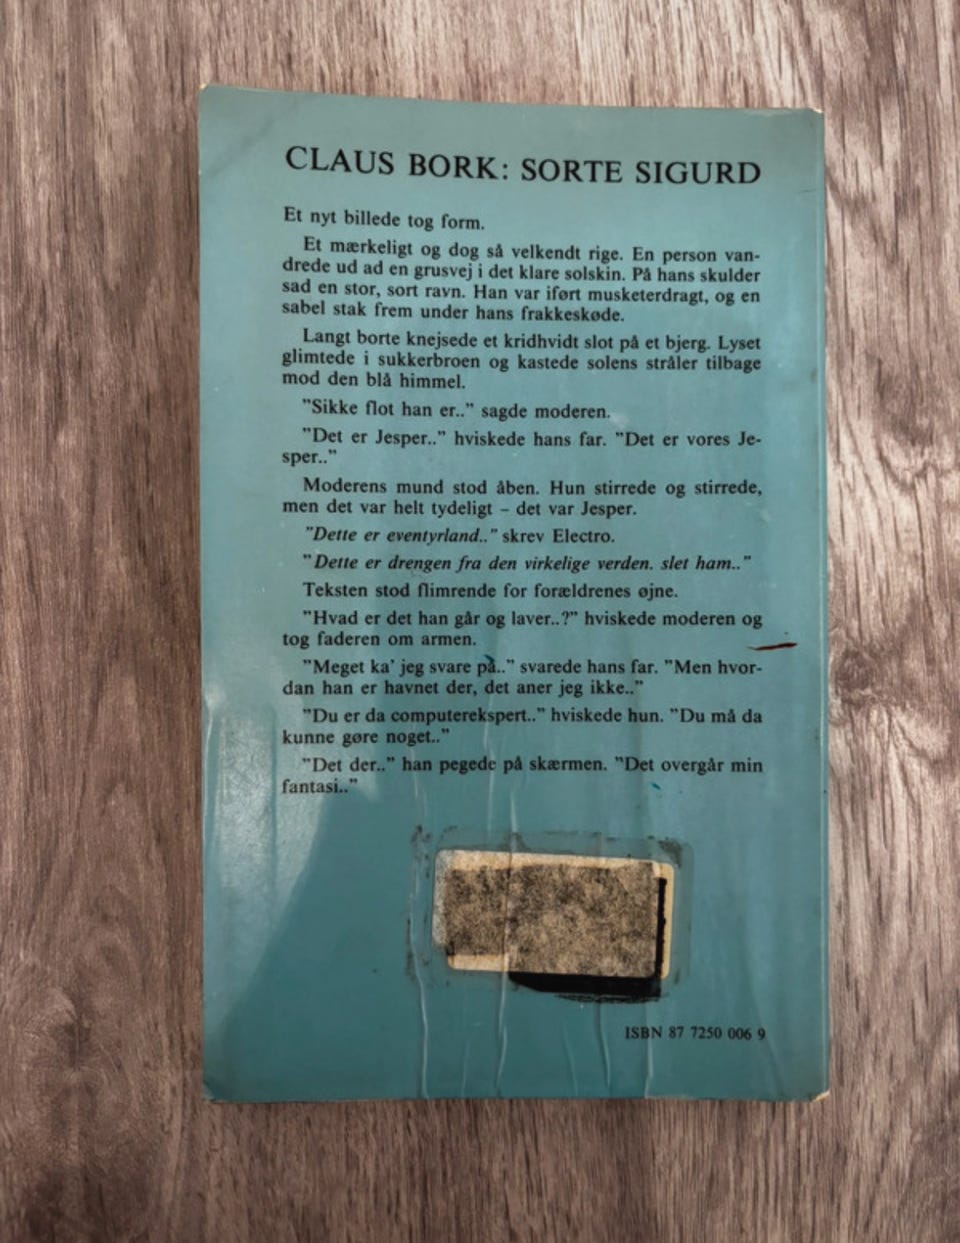 CLAUS BORK: SORTE SIGURD
Et nyt billede tog form.
Et mærkeligt og dog så velkendt rige. En person van-
drede ud ad en grusvej i det klare solskin. På hans skulder
sad en stor, sort ravn. Han var iført musketerdragt, og en
sabel stak frem under hans frakkeskøde.
Langt borte knejsede et kridhvidt slot på et bjerg. Lyset
glimtede i sukkerbroen og kastede solens stråler tilbage
mod den blå himmel.
"Sikke flot han er.." sagde moderen.
"Det er Jesper.." hviskede hans far. "Det er vores Je-
sper.."
Moderens mund stod åben. Hun stirrede og stirrede,
men det var helt tydeligt – det var Jesper.
"Dette er eventyrland.." skrev Electro.
"Dette er drengen fra den virkelige verden. slet ham.."
Teksten stod flimrende for forældrenes øjne.
"Hvad er det han går og laver..?" hviskede moderen og
tog faderen om armen.
"Meget ka' jeg svare på.." svarede hans far. "Men hvor-
dan han er havnet der, det aner jeg ikke.."
"Du er da computerekspert.." hviskede hun. "Du må da
kunne gøre noget.."
"Det der.." han pegede på skærmen. "Det overgår min
fantasi.."
ISBN 87 7250 006 9